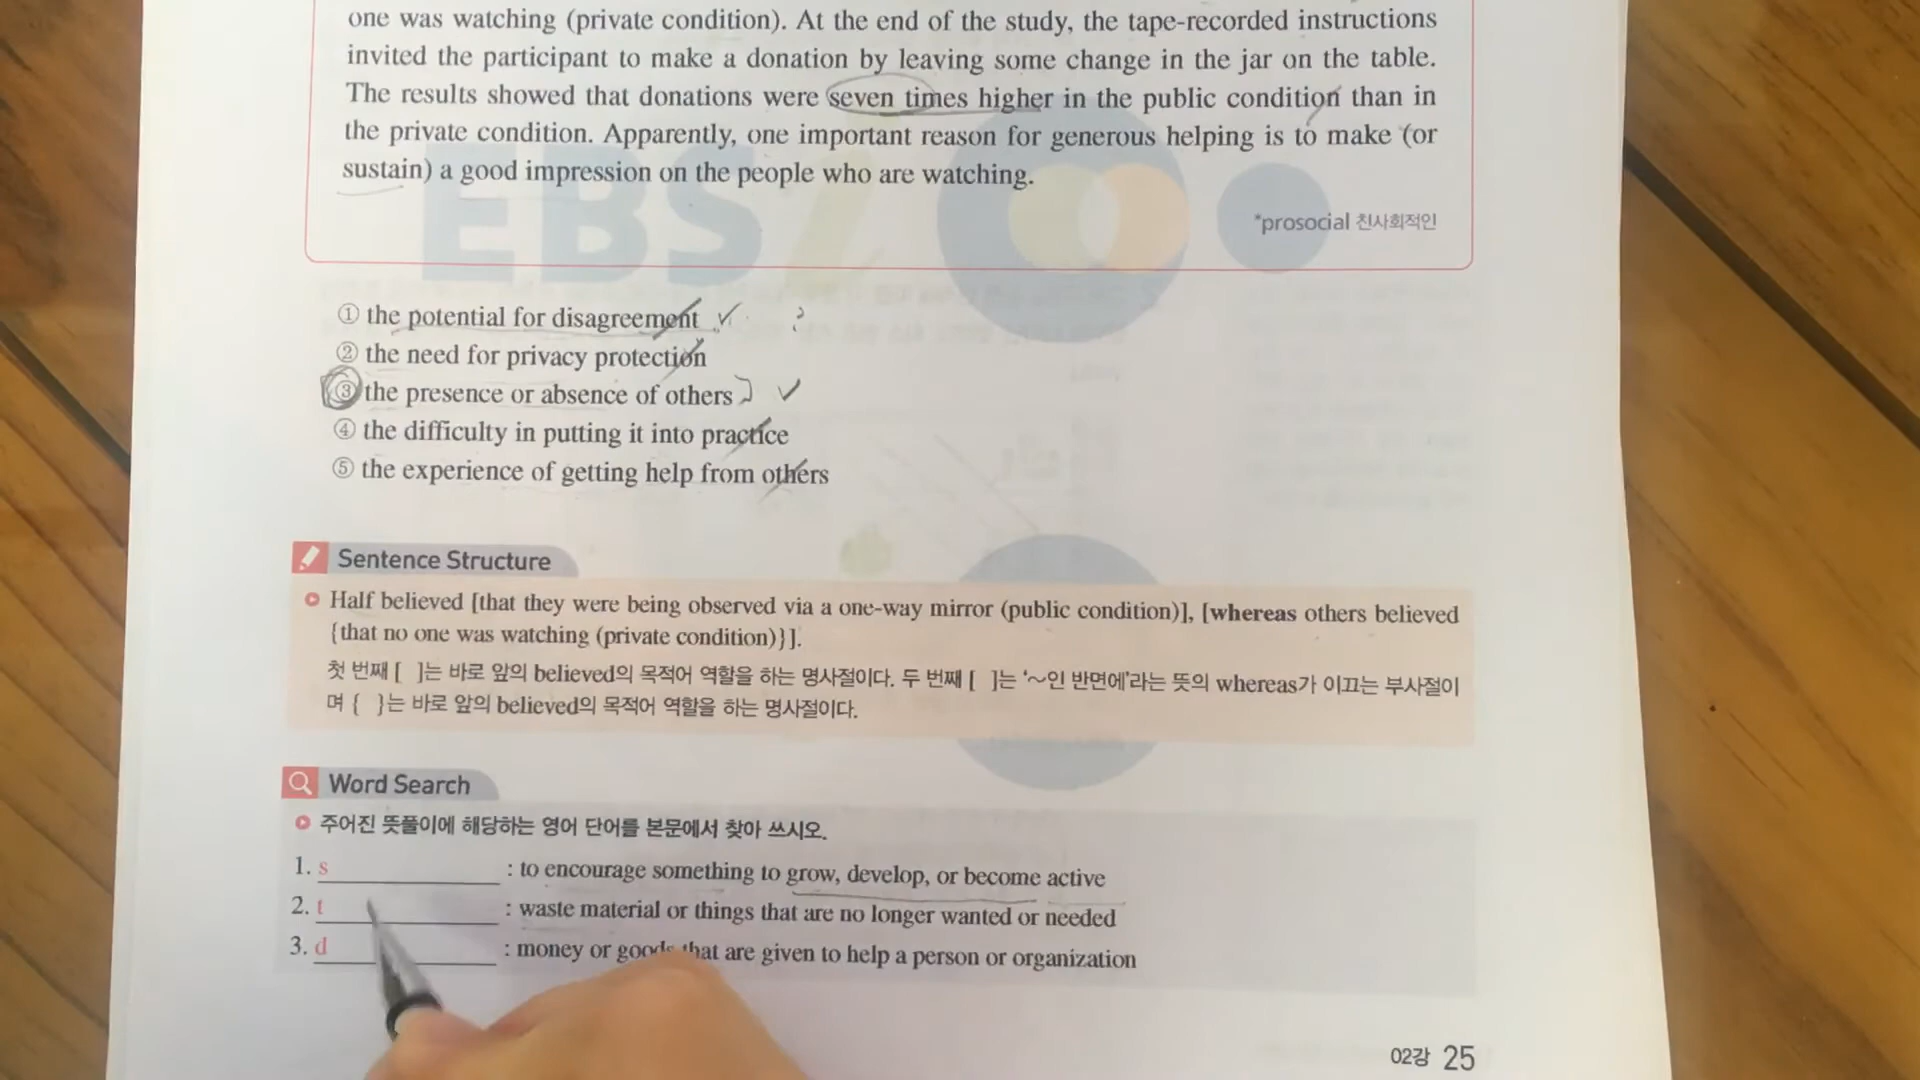 one was watching (private condition). At the end of the study, the tape-recorded instructions
invited the participant to make a donation by leaving some change in the jar on the table.
The results showed that donations were seven times higher in the public condition than in
the private condition. Apparently, one important reason for generous helping is to make (or
sustain) a good impression on the people who are watching.
*prosocial 친사회적인
EBS
① the potential for disagreement ?
② the need for privacy protection
③ the presence or absence of others
④ the difficulty in putting it into practice
⑤ the experience of getting help from others
Sentence Structure
Half believed [that they were being observed via a one-way mirror (public condition)], [whereas others believed
{that no one was watching (private condition)}].
첫 번째 [ ]는 바로 앞의 believed의 목적어 역할을 하는 명사절이다. 두 번째 [ ]는 '~인 반면에'라는 뜻의 whereas가 이끄는 부사절이
며 { }는 바로 앞의 believed의 목적어 역할을 하는 명사절이다.
Word Search
주어진 뜻풀이에 해당하는 영어 단어를 본문에서 찾아 쓰시오.
1. s : to encourage something to grow, develop, or become active
2. t : waste material or things that are no longer wanted or needed
3. d : money or goods that are given to help a person or organization
02강 25